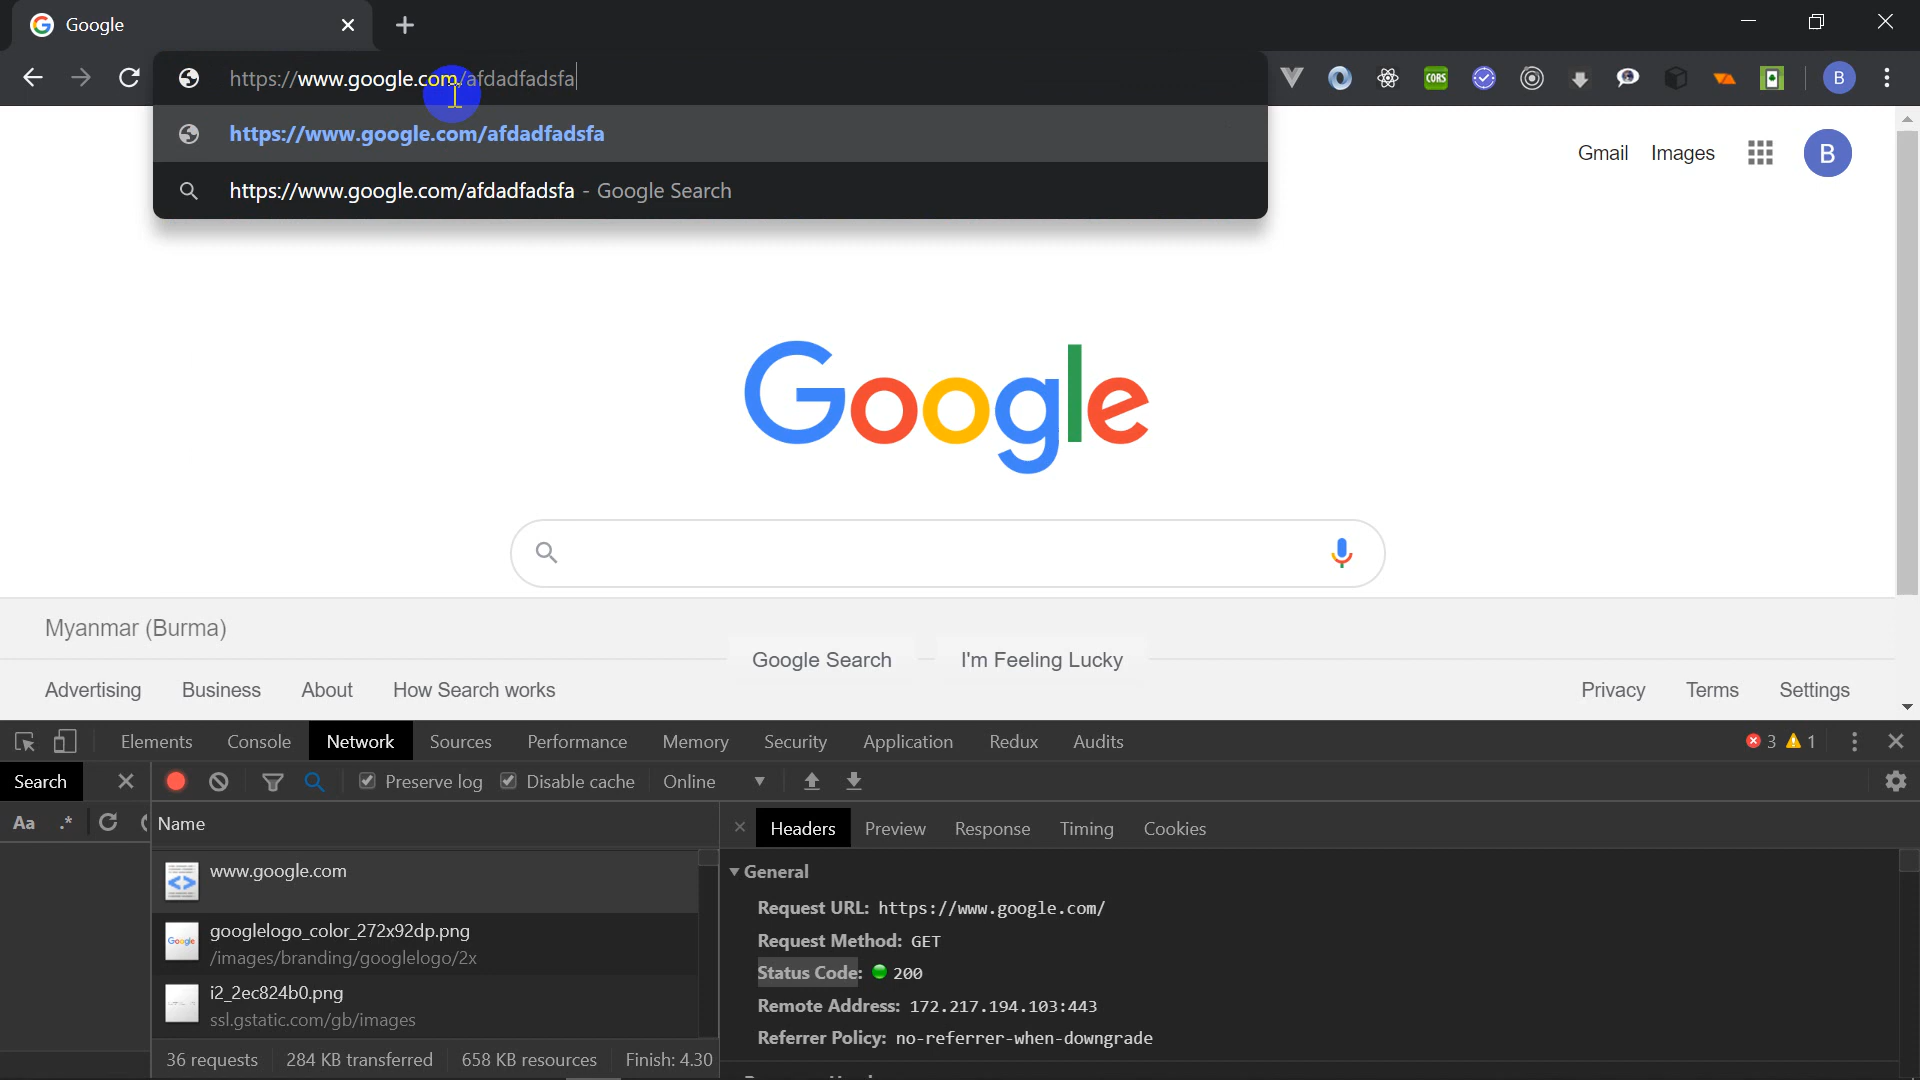 Google
https://www.google.com/afdadfadsfa
CORS
B
https://www.google.com/afdadfadsfa
https://www.google.com/afdadfadsfa - Google Search
Gmail Images B
Google
Myanmar (Burma)
Google Search I'm Feeling Lucky
Advertising Business About How Search works Privacy Terms Settings
Elements Console Network Sources Performance Memory Security Application Redux Audits 3 1
Search Preserve log Disable cache Online
Aa .* Name
Headers Preview Response Timing Cookies
www.google.com
General
Request URL: https://www.google.com/
Google googlelogo_color_272x92dp.png
/images/branding/googlelogo/2x
Request Method: GET
Status Code: 200
i2_2ec824b0.png
ssl.gstatic.com/gb/images
Remote Address: 172.217.194.103:443
Referrer Policy: no-referrer-when-downgrade
36 requests 284 KB transferred 658 KB resources Finish: 4.30